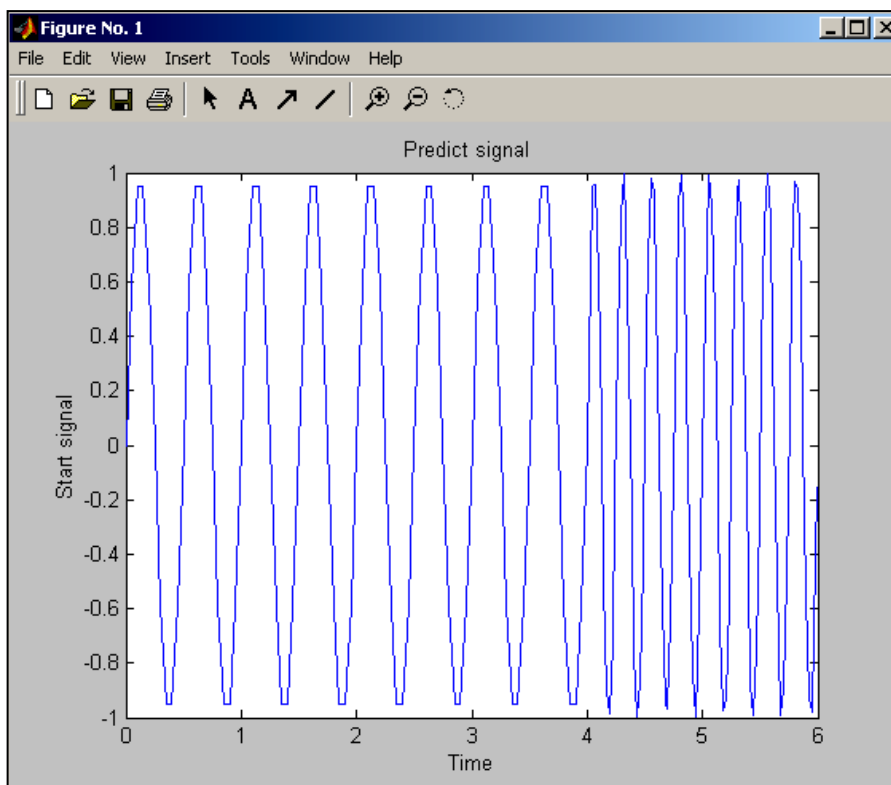 Figure No. 1
File Edit View Insert Tools Window Help
A
Predict signal
1
0.8
0.6
0.4
0.2
0
-0.2
-0.4
-0.6
-0.8
-1
Start signal
0 1 2 3 4 5 6
Time